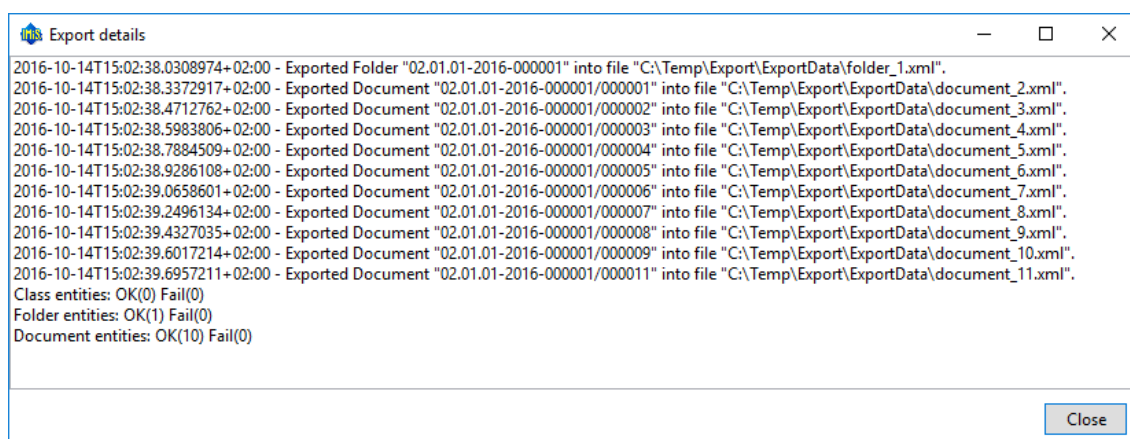 IMiS Export details
2016-10-14T15:02:38.0308974+02:00 - Exported Folder "02.01.01-2016-000001" into file "C:\Temp\Export\ExportData\folder_1.xml".
2016-10-14T15:02:38.3372917+02:00 - Exported Document "02.01.01-2016-000001/000001" into file "C:\Temp\Export\ExportData\document_2.xml".
2016-10-14T15:02:38.4712762+02:00 - Exported Document "02.01.01-2016-000001/000002" into file "C:\Temp\Export\ExportData\document_3.xml".
2016-10-14T15:02:38.5983806+02:00 - Exported Document "02.01.01-2016-000001/000003" into file "C:\Temp\Export\ExportData\document_4.xml".
2016-10-14T15:02:38.7884509+02:00 - Exported Document "02.01.01-2016-000001/000004" into file "C:\Temp\Export\ExportData\document_5.xml".
2016-10-14T15:02:38.9286108+02:00 - Exported Document "02.01.01-2016-000001/000005" into file "C:\Temp\Export\ExportData\document_6.xml".
2016-10-14T15:02:39.0658601+02:00 - Exported Document "02.01.01-2016-000001/000006" into file "C:\Temp\Export\ExportData\document_7.xml".
2016-10-14T15:02:39.2496134+02:00 - Exported Document "02.01.01-2016-000001/000007" into file "C:\Temp\Export\ExportData\document_8.xml".
2016-10-14T15:02:39.4327035+02:00 - Exported Document "02.01.01-2016-000001/000008" into file "C:\Temp\Export\ExportData\document_9.xml".
2016-10-14T15:02:39.6017214+02:00 - Exported Document "02.01.01-2016-000001/000009" into file "C:\Temp\Export\ExportData\document_10.xml".
2016-10-14T15:02:39.6957211+02:00 - Exported Document "02.01.01-2016-000001/000011" into file "C:\Temp\Export\ExportData\document_11.xml".
Class entities: OK(0) Fail(0)
Folder entities: OK(1) Fail(0)
Document entities: OK(10) Fail(0)
Close